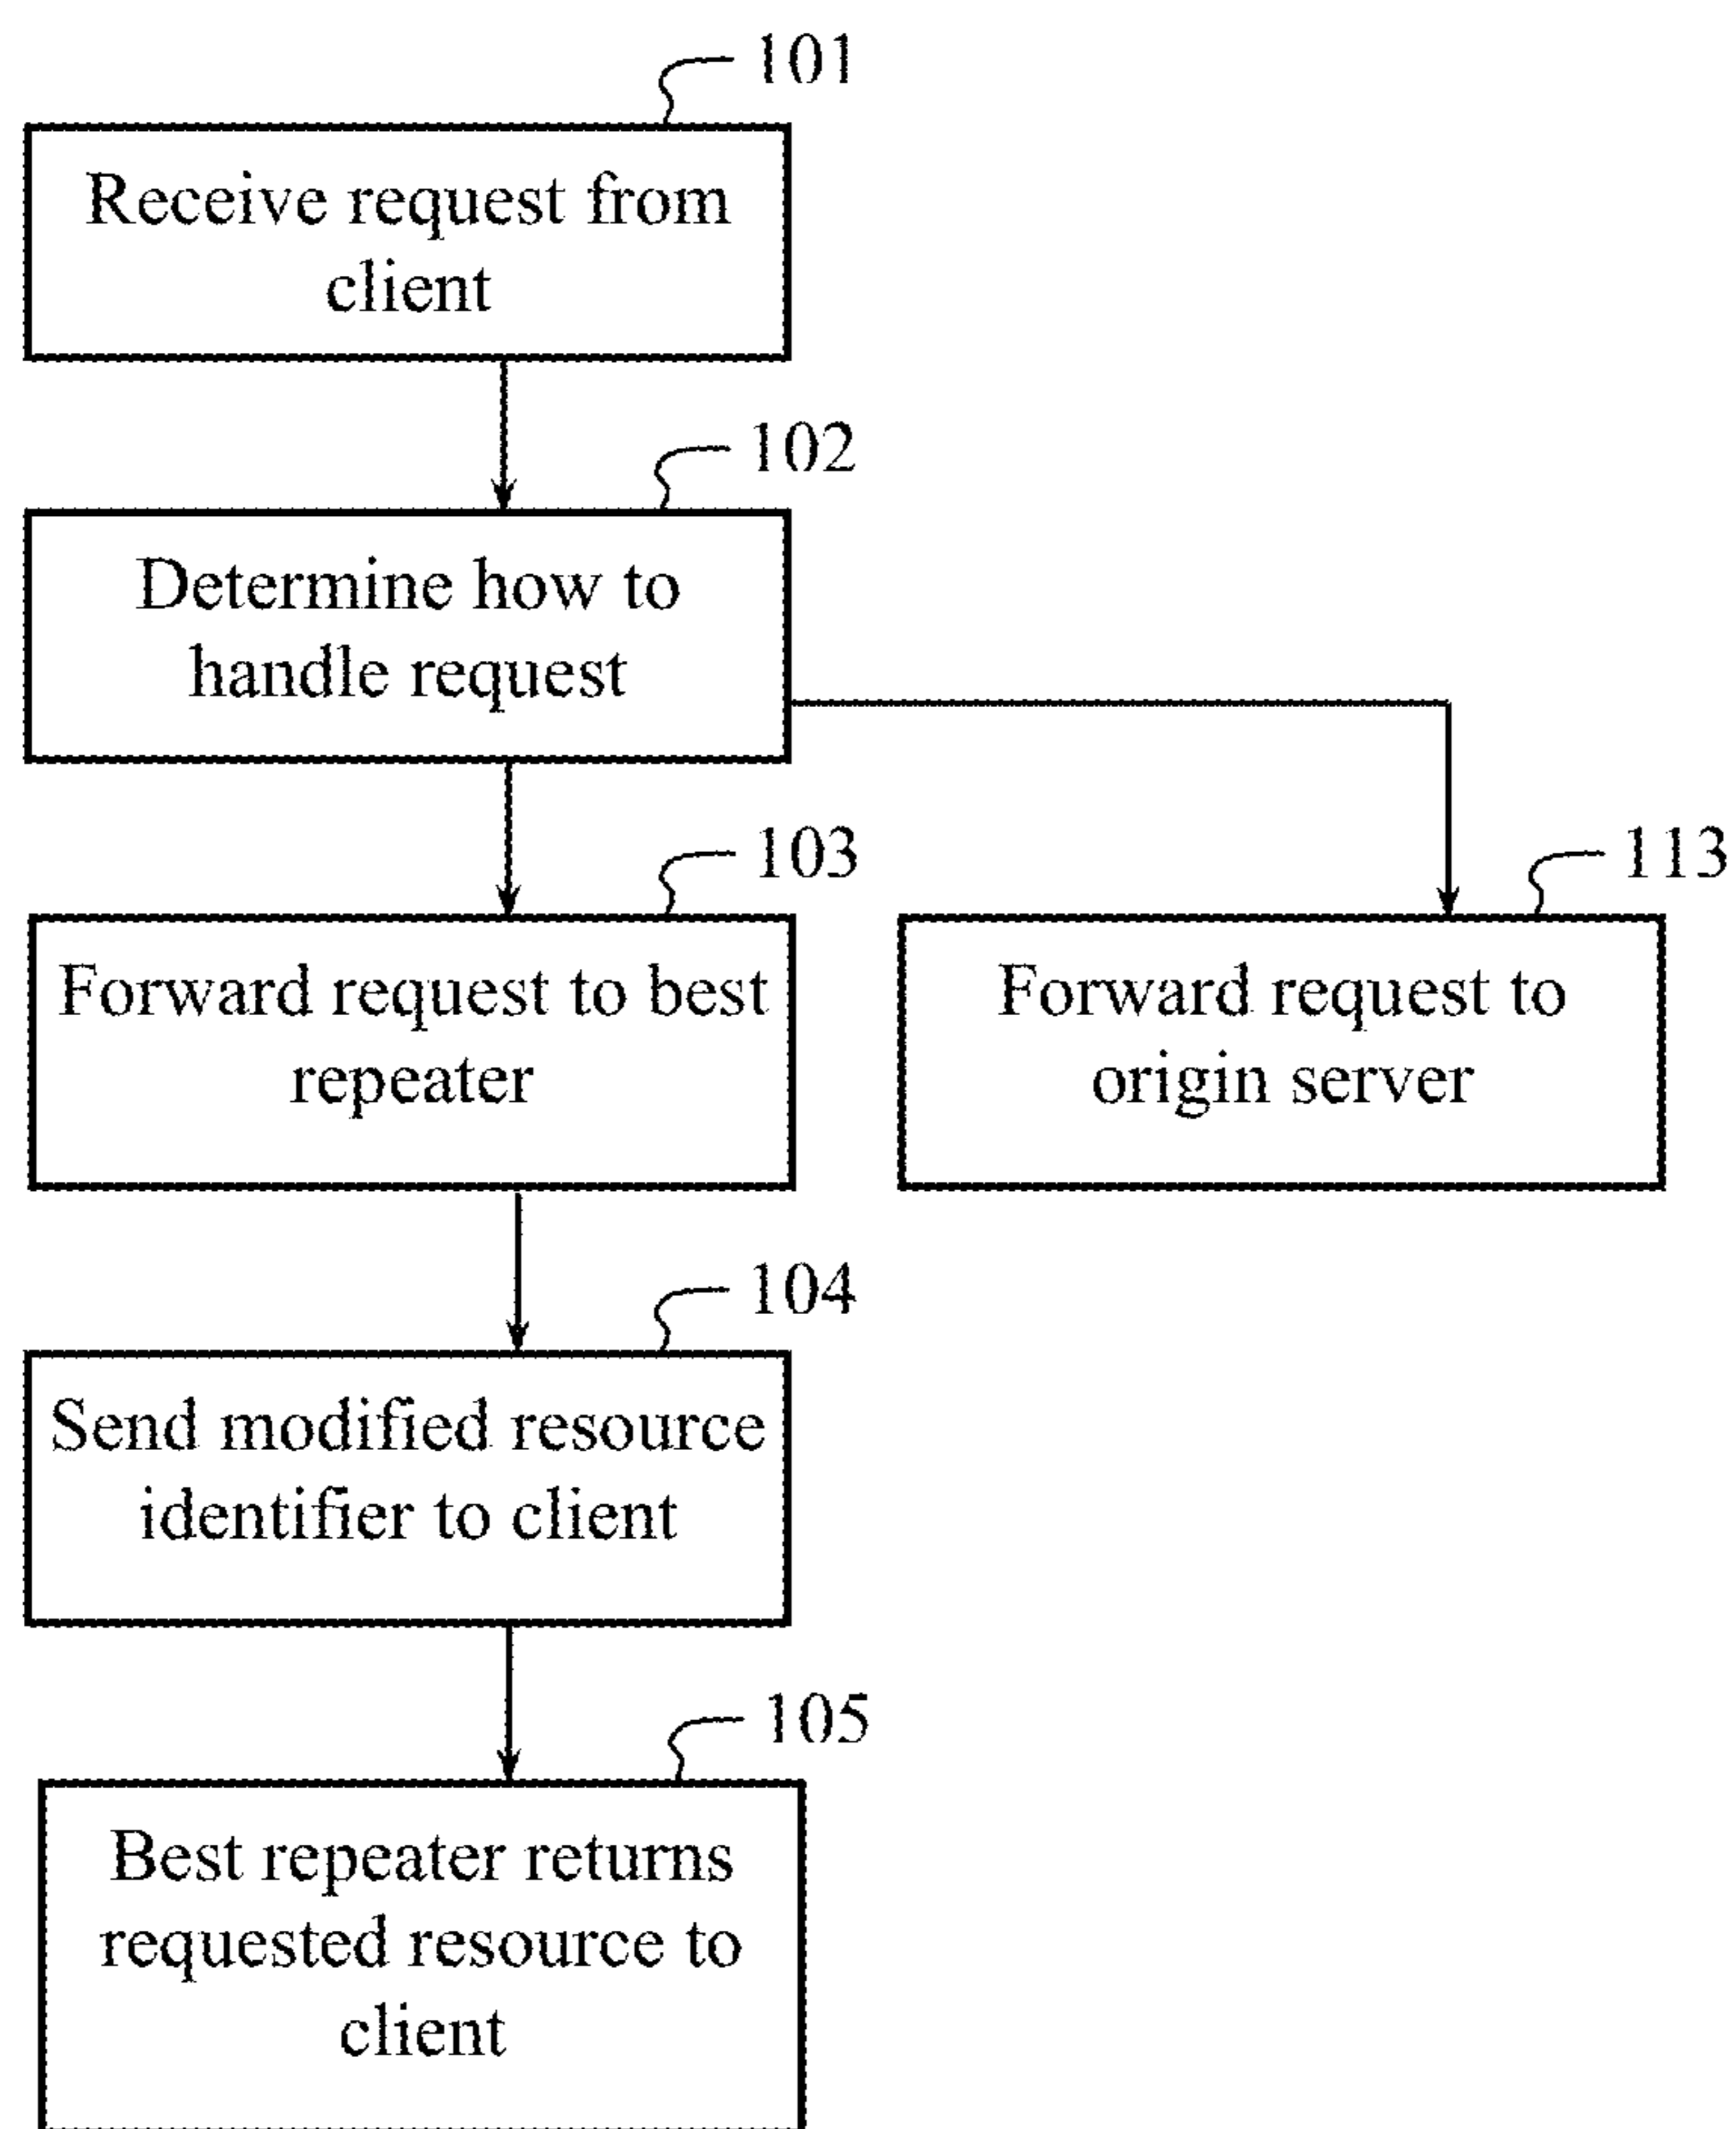 101
Receive request from
client
102
Determine how to
handle request
103
Forward request to best
repeater
113
Forward request to
origin server
104
Send modified resource
identifier to client
105
Best repeater returns
requested resource to
client